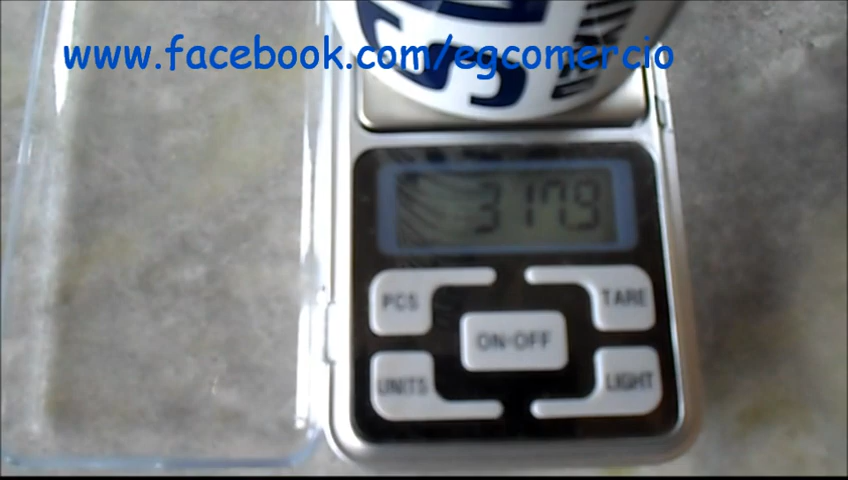 www.facebook.com/egcomercio
317.9
PCS
TARE
ON-OFF
UNITS
LIGHT